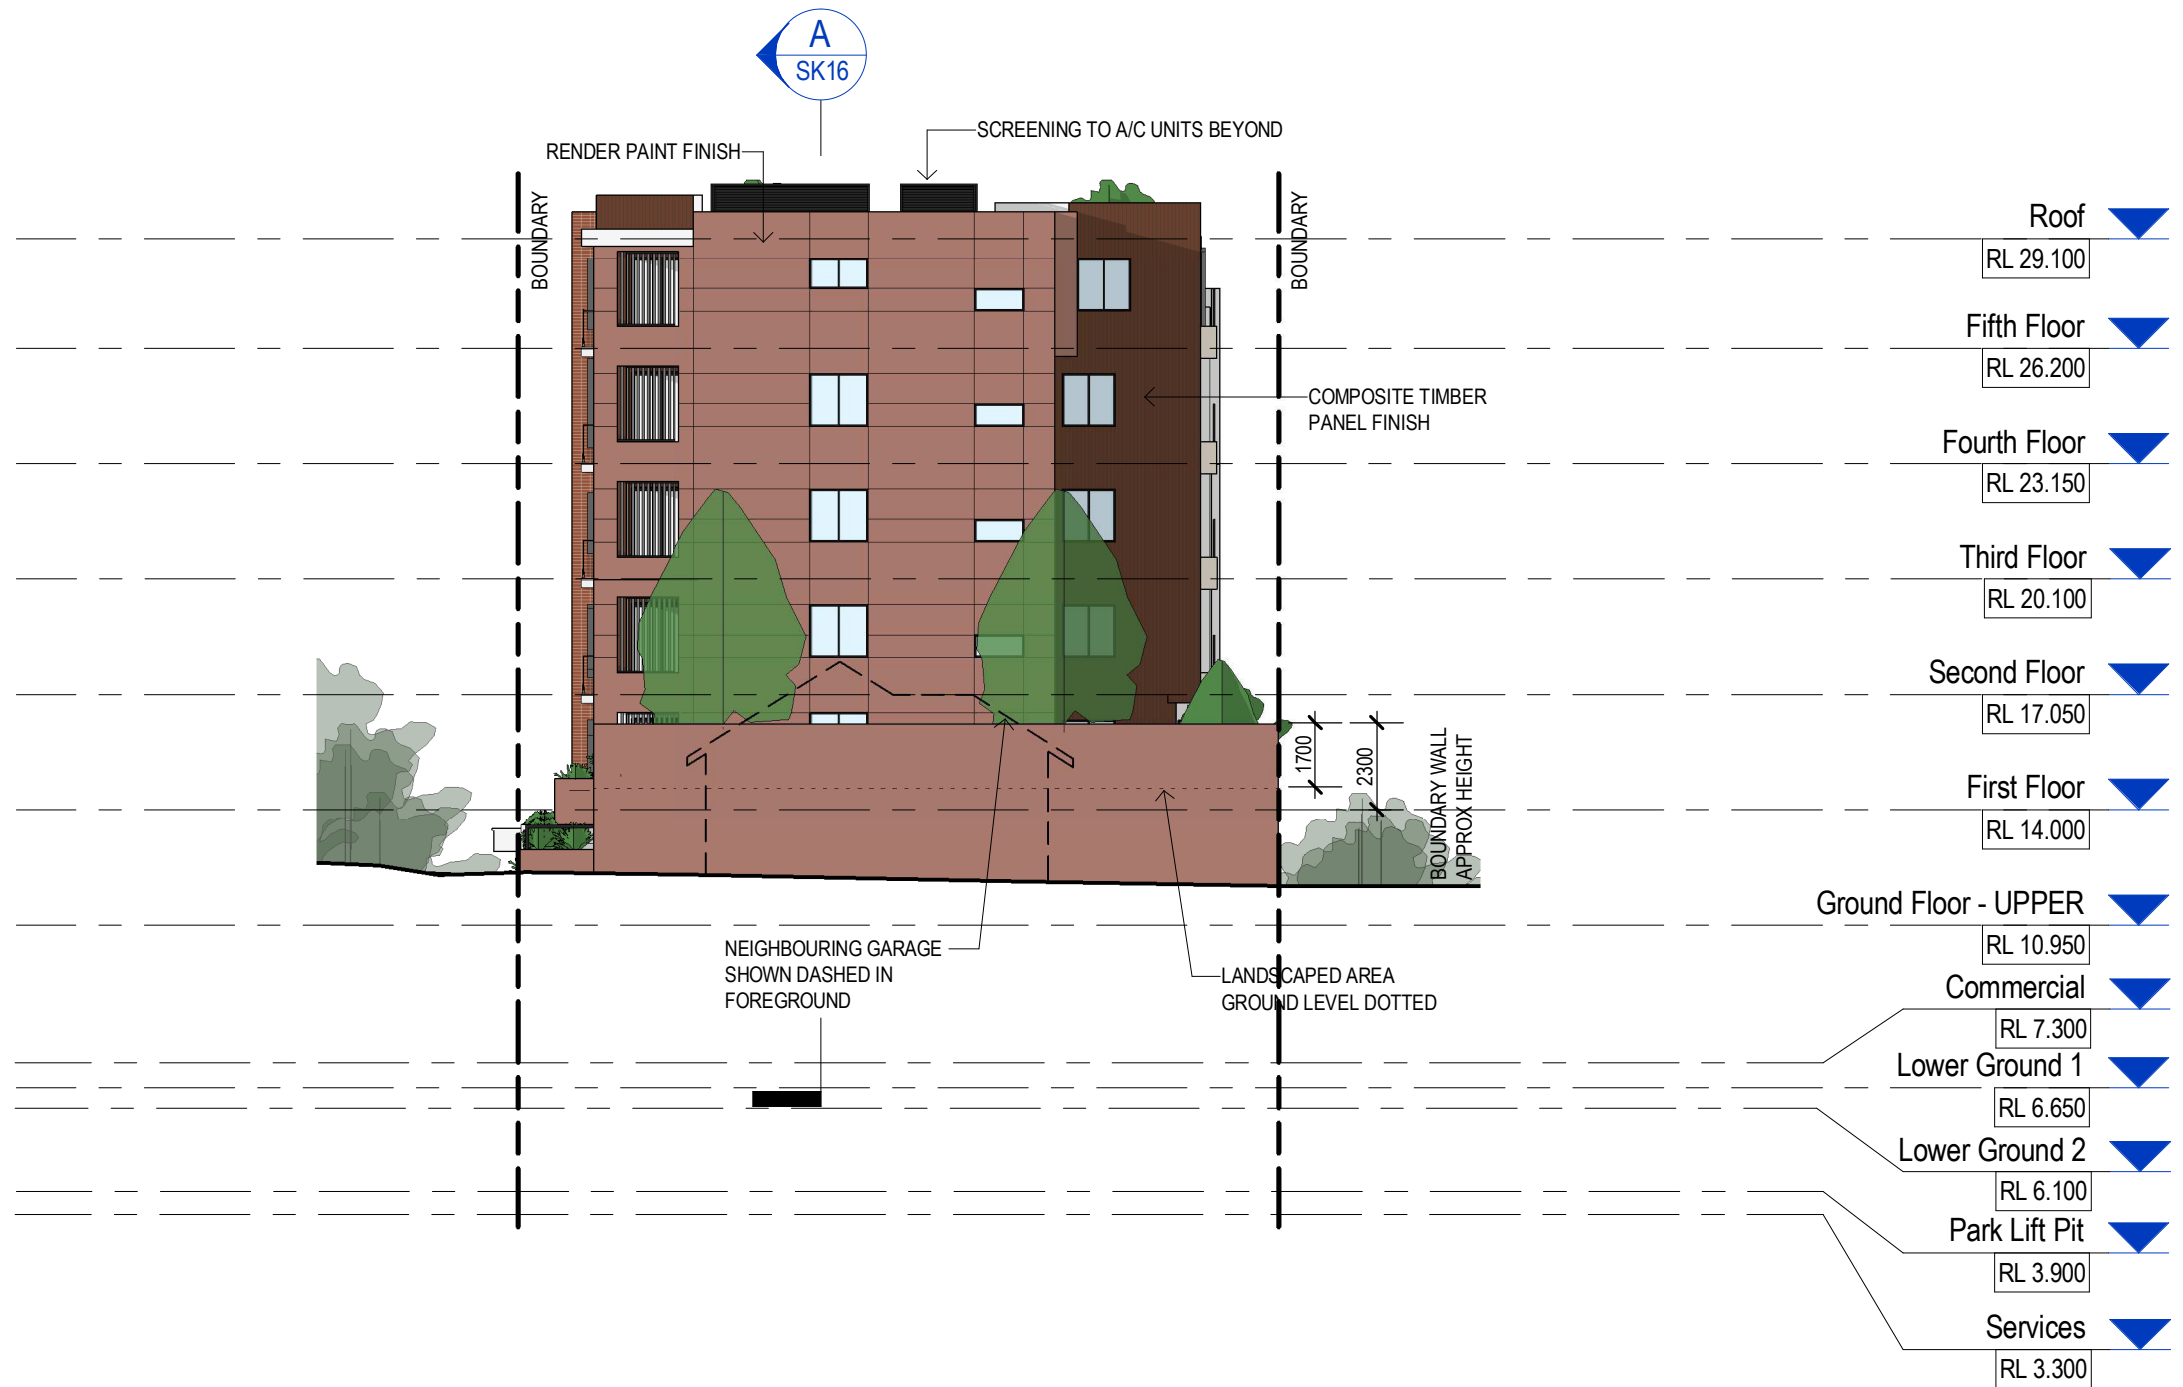 A
SK16
SCREENING TO A/C UNITS BEYOND
RENDER PAINT FINISH
BOUNDARY
BOUNDARY
Roof
RL 29.100
Fifth Floor
RL 26.200
COMPOSITE TIMBER
PANEL FINISH
Fourth Floor
RL 23.150
Third Floor
RL 20.100
Second Floor
RL 17.050
1700
2300
BOUNDARY WALL
APPROX HEIGHT
First Floor
RL 14.000
Ground Floor - UPPER
RL 10.950
NEIGHBOURING GARAGE
SHOWN DASHED IN
FOREGROUND
LANDSCAPED AREA
GROUND LEVEL DOTTED
Commercial
RL 7.300
Lower Ground 1
RL 6.650
Lower Ground 2
RL 6.100
Park Lift Pit
RL 3.900
Services
RL 3.300